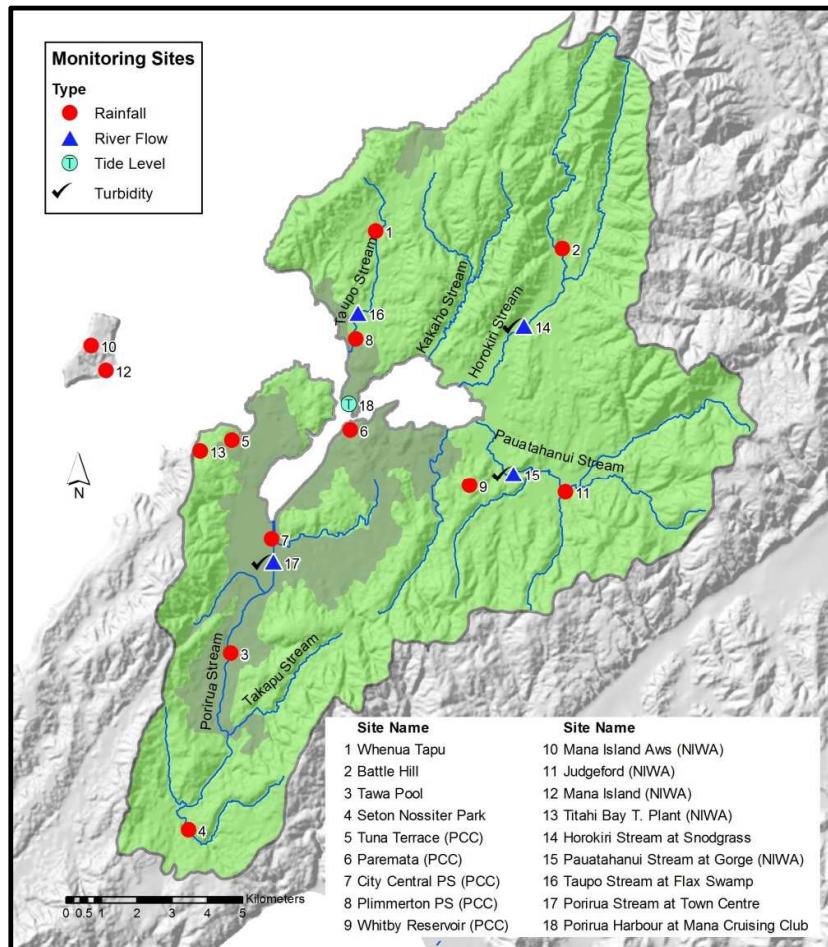 Monitoring Sites
Type
Rainfall
River Flow
T Tide Level
Turbidity
1
2
Taupo Stream
Kakaho Stream
Horokiri Stream
16
14
8
10
12
T 18
6
5
13
Pauatahanui Stream
9
15
11
N
7
17
3
Porirua Stream
Takapu Stream
4
Kilometers
0 0.5 1 2 3 4 5
Site Name
1 Whenua Tapu
2 Battle Hill
3 Tawa Pool
4 Seton Nossiter Park
5 Tuna Terrace (PCC)
6 Paremata (PCC)
7 City Central PS (PCC)
8 Plimmerton PS (PCC)
9 Whitby Reservoir (PCC)
Site Name
10 Mana Island Aws (NIWA)
11 Judgeford (NIWA)
12 Mana Island (NIWA)
13 Titahi Bay T. Plant (NIWA)
14 Horokiri Stream at Snodgrass
15 Pauatahanui Stream at Gorge (NIWA)
16 Taupo Stream at Flax Swamp
17 Porirua Stream at Town Centre
18 Porirua Harbour at Mana Cruising Club